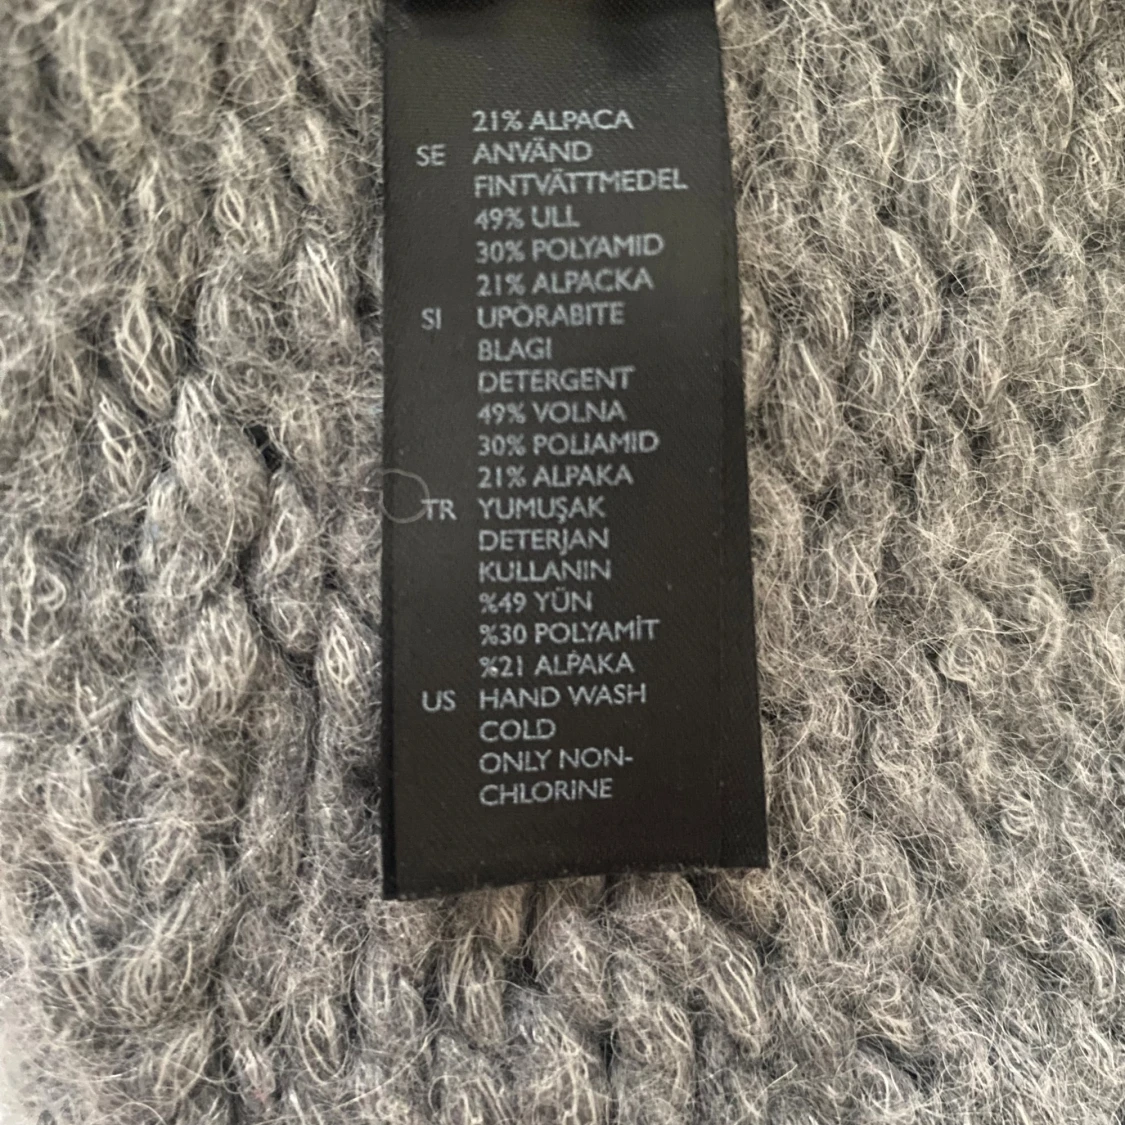 21% ALPACA
SE ANVÄND
FINTVÄTTMEDEL
49% ULL
30% POLYAMID
21% ALPACKA
SI UPORABITE
BLAGI
DETERGENT
49% VOLNA
30% POLIAMID
21% ALPAKA
TR YUMUŞAK
DETERJAN
KULLANIN
%49 YÜN
%30 POLYAMİT
%21 ALPAKA
US HAND WASH
COLD
ONLY NON-
CHLORINE